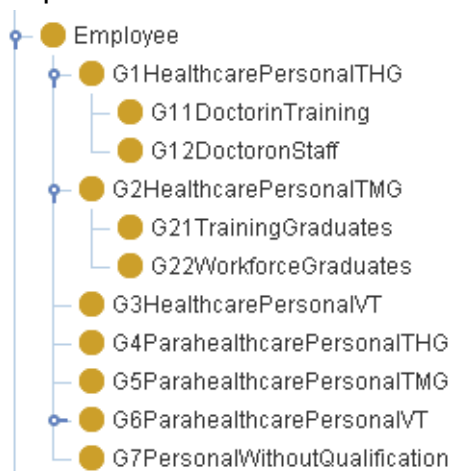 Employee
G1HealthcarePersonalTHG
G11DoctorinTraining
G12DoctoronStaff
G2HealthcarePersonalTMG
G21TrainingGraduates
G22WorkforceGraduates
G3HealthcarePersonalVT
G4ParahealthcarePersonalTHG
G5ParahealthcarePersonalTMG
G6ParahealthcarePersonalVT
G7PersonalWithoutQualification